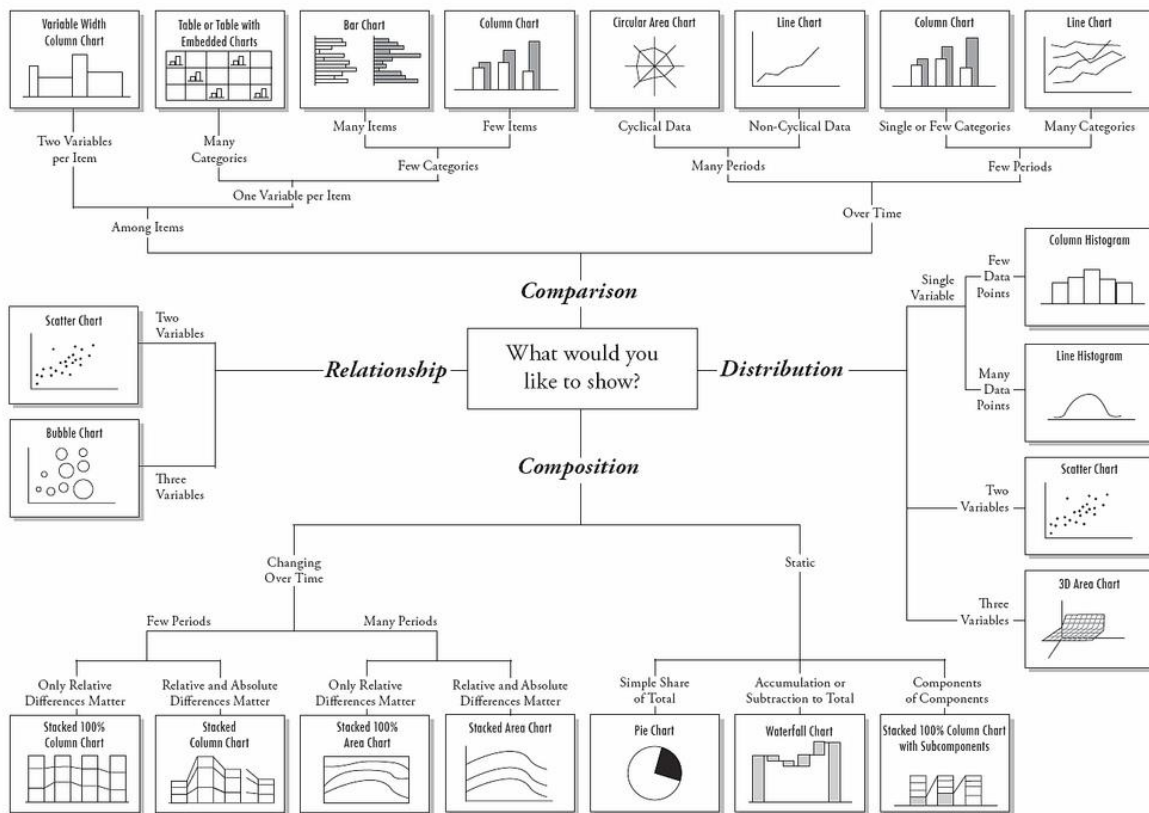 Variable Width
Column Chart
Table or Table with
Embedded Charts
Bar Chart
Column Chart
Circular Area Chart
Line Chart
Column Chart
Line Chart
Two Variables
per Item
Many
Categories
Many Items
Few Items
Cyclical Data
Non-Cyclical Data
Single or Few Categories
Many Categories
Few Categories
Many Periods
Few Periods
One Variable per Item
Among Items
Over Time
Comparison
Relationship
What would you
like to show?
Distribution
Composition
Scatter Chart
Two
Variables
Bubble Chart
Three
Variables
Single
Variable
Few
Data
Points
Column Histogram
Many
Data
Points
Line Histogram
Two
Variables
Scatter Chart
Three
Variables
3D Area Chart
Changing
Over Time
Static
Few Periods
Many Periods
Only Relative
Differences Matter
Relative and Absolute
Differences Matter
Only Relative
Differences Matter
Relative and Absolute
Differences Matter
Simple Share
of Total
Accumulation or
Subtraction to Total
Components
of Components
Stacked 100%
Column Chart
Stacked
Column Chart
Stacked 100%
Area Chart
Stacked Area Chart
Pie Chart
Waterfall Chart
Stacked 100% Column Chart
with Subcomponents